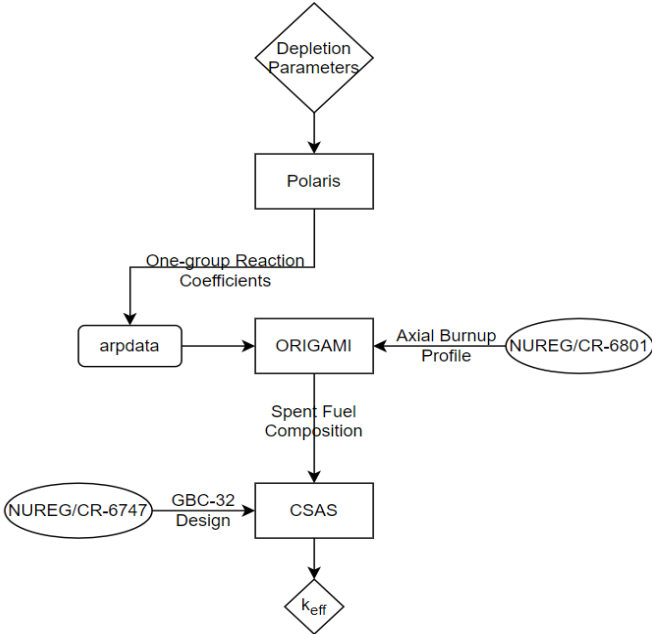 Depletion
Parameters
Polaris
One-group Reaction
Coefficients
arpdata
ORIGAMI
Axial Burnup
Profile
NUREG/CR-6801
Spent Fuel
Composition
NUREG/CR-6747
GBC-32
Design
CSAS
keff